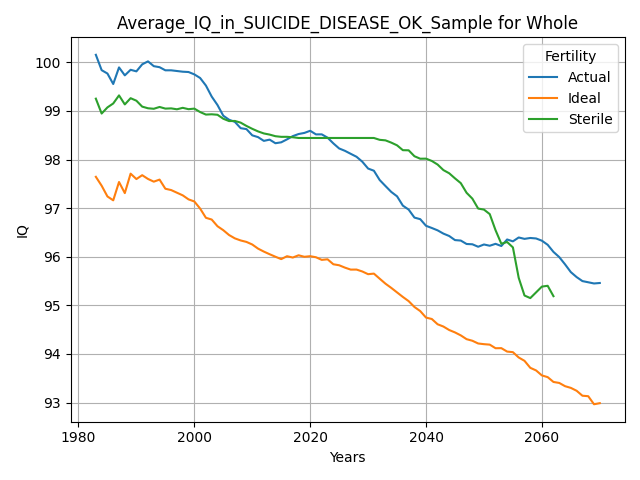 Average_IQ_in_SUICIDE_DISEASE_OK_Sample for Whole
Fertility
Actual
Ideal
Sterile
IQ
100
99
98
97
96
95
94
93
1980
2000
2020
2040
2060
Years